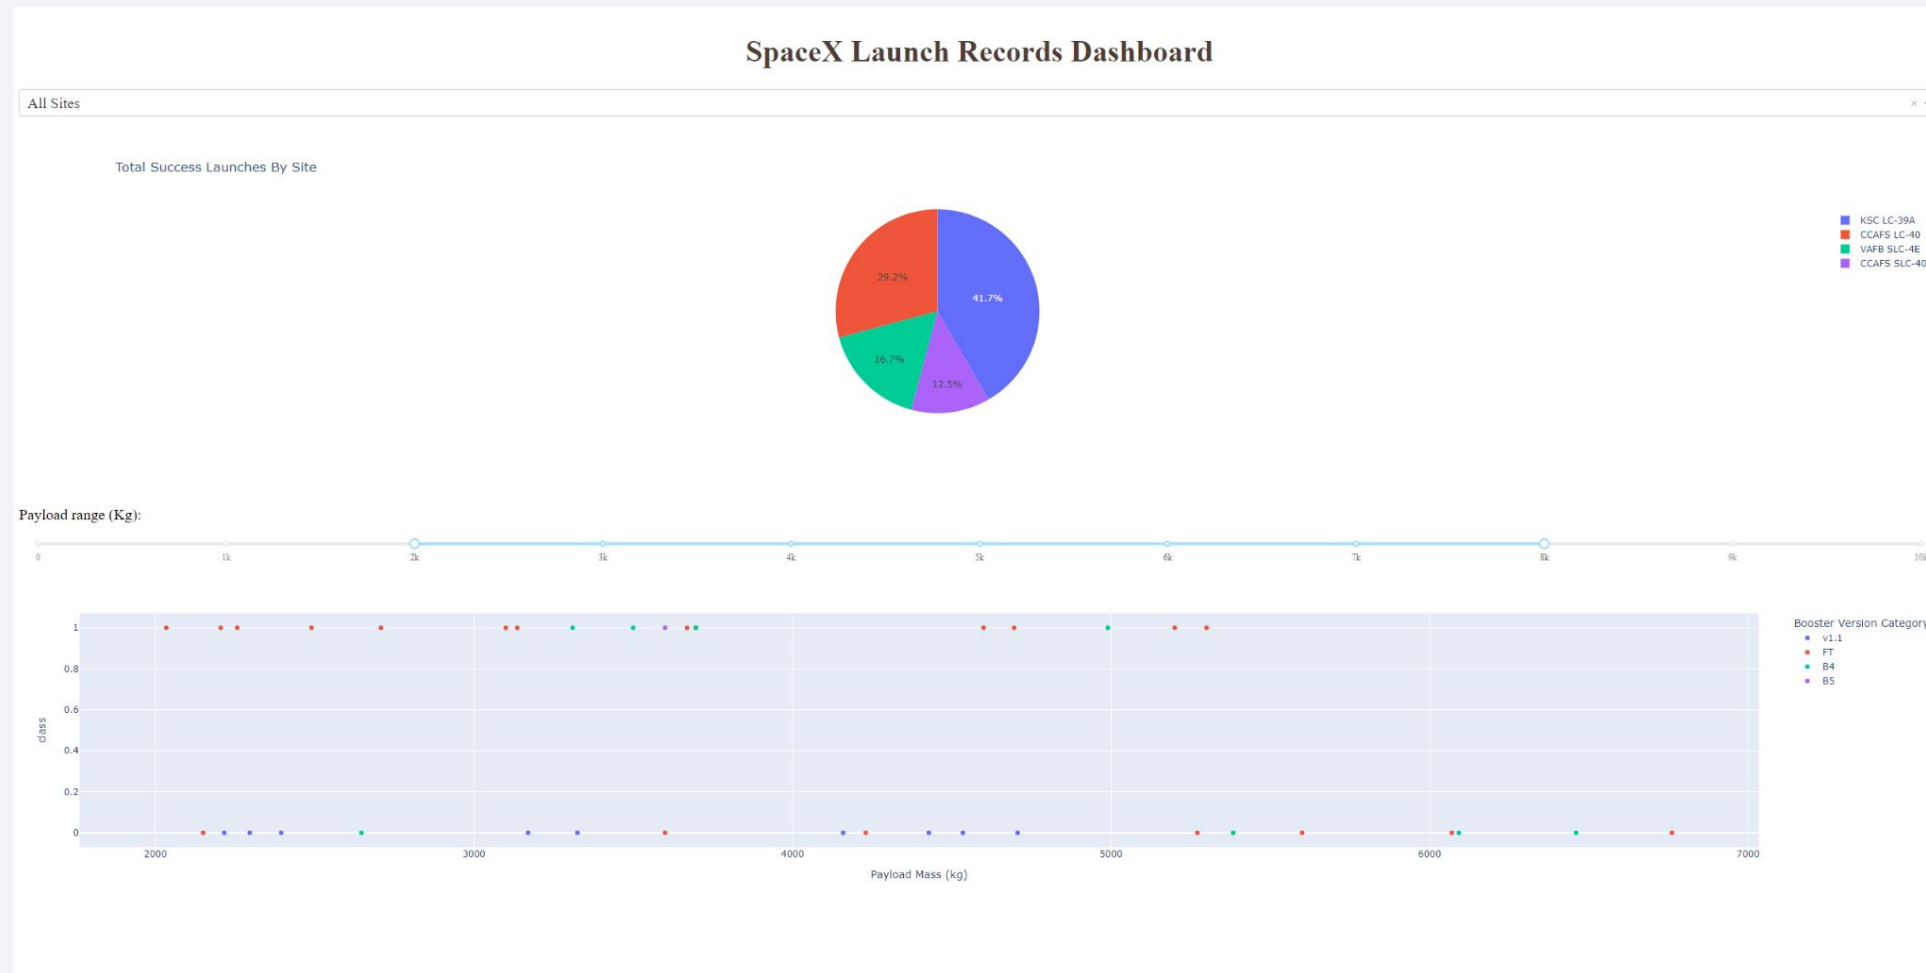 SpaceX Launch Records Dashboard
All Sites
×
Total Success Launches By Site
KSC LC-39A
CCAFS LC-40
VAFB SLC-4E
CCAFS SLC-40
29.2%
41.7%
16.7%
12.5%
Payload range (Kg):
0 1k 2k 3k 4k 5k 6k 7k 8k 9k 10k
Booster Version Category
v1.1
FT
B4
B5
1
0.8
0.6
0.4
0.2
0
class
2000 3000 4000 5000 6000 7000
Payload Mass (kg)